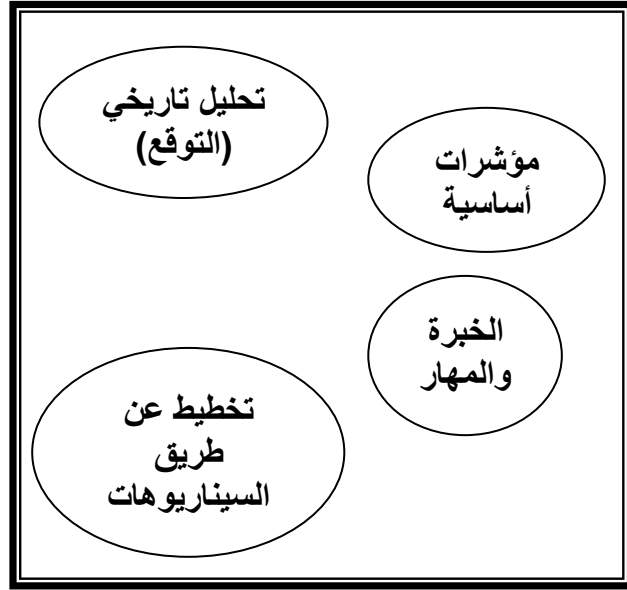 تحليل تاريخي
(التوقع)
مؤشرات
أساسية
الخبرة
والمهار
تخطيط عن
طريق
السيناريوهات